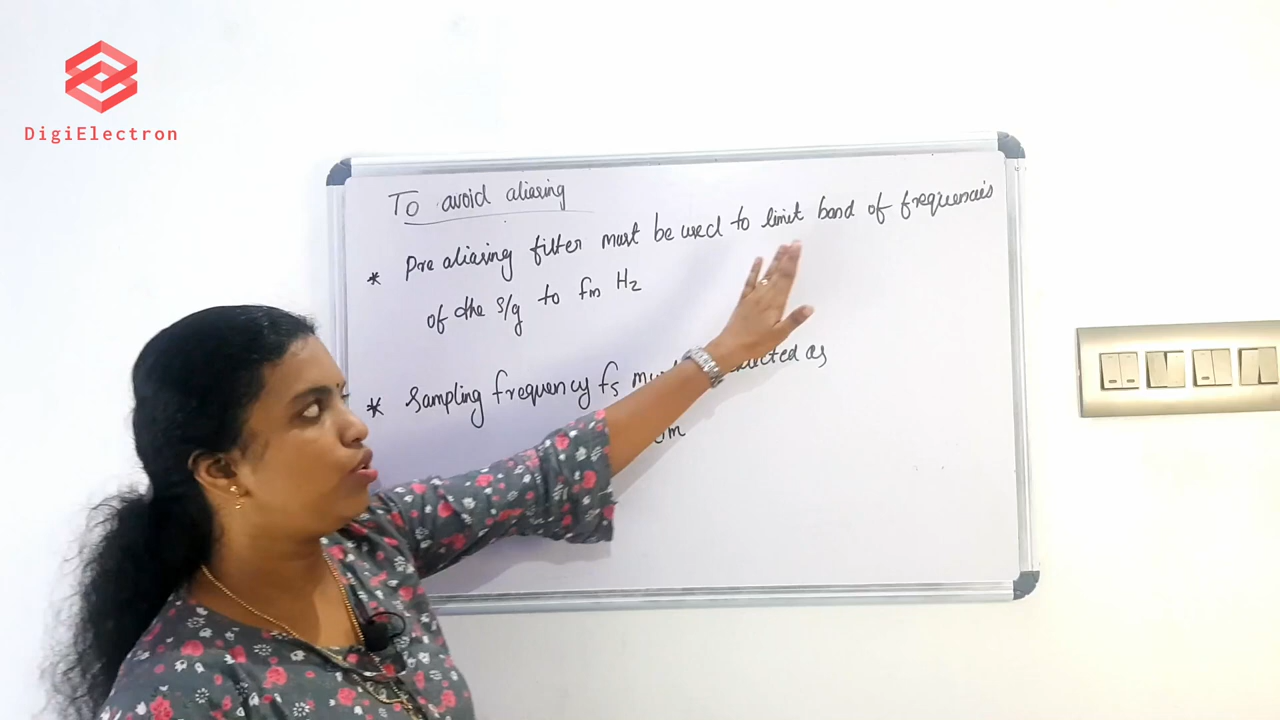 DigiElectron
To avoid aliasing
* Pre aliasing filter must be used to limit band of frequencies
of the s/g to fm Hz
* Sampling frequency fs as